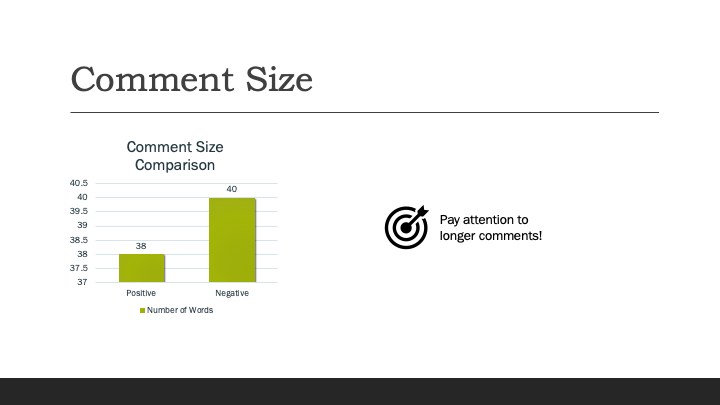 Comment Size
Comment Size
Comparison
40.5
40
39.5
39
38.5
38
37.5
37
38
40
Positive
Negative
Number of Words
Pay attention to
longer comments!